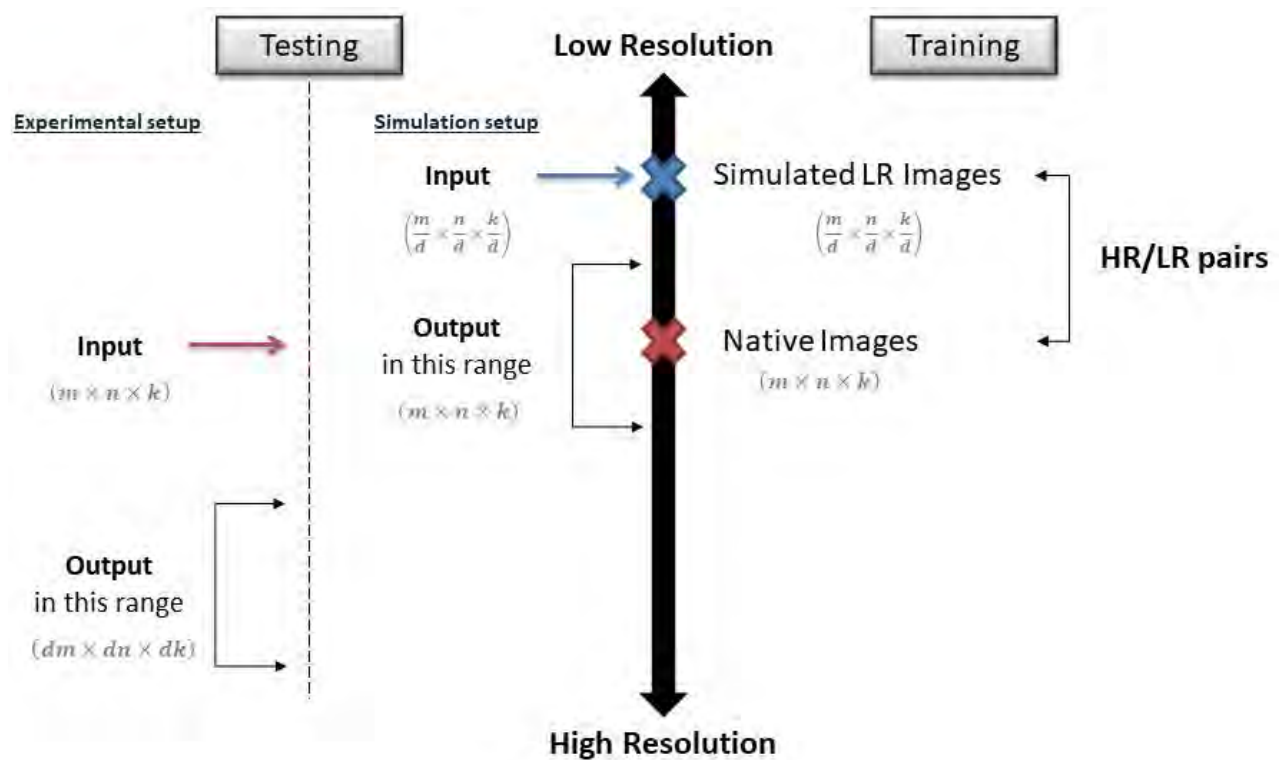 Testing
Low Resolution
Training
Experimental setup
Simulation setup
Input
(m/d × n/d × k/d)
Simulated LR Images
(m/d × n/d × k/d)
HR/LR pairs
Output
in this range
(m × n × k)
Native Images
(m × n × k)
Input
(m × n × k)
Output
in this range
(dm × dn × dk)
High Resolution